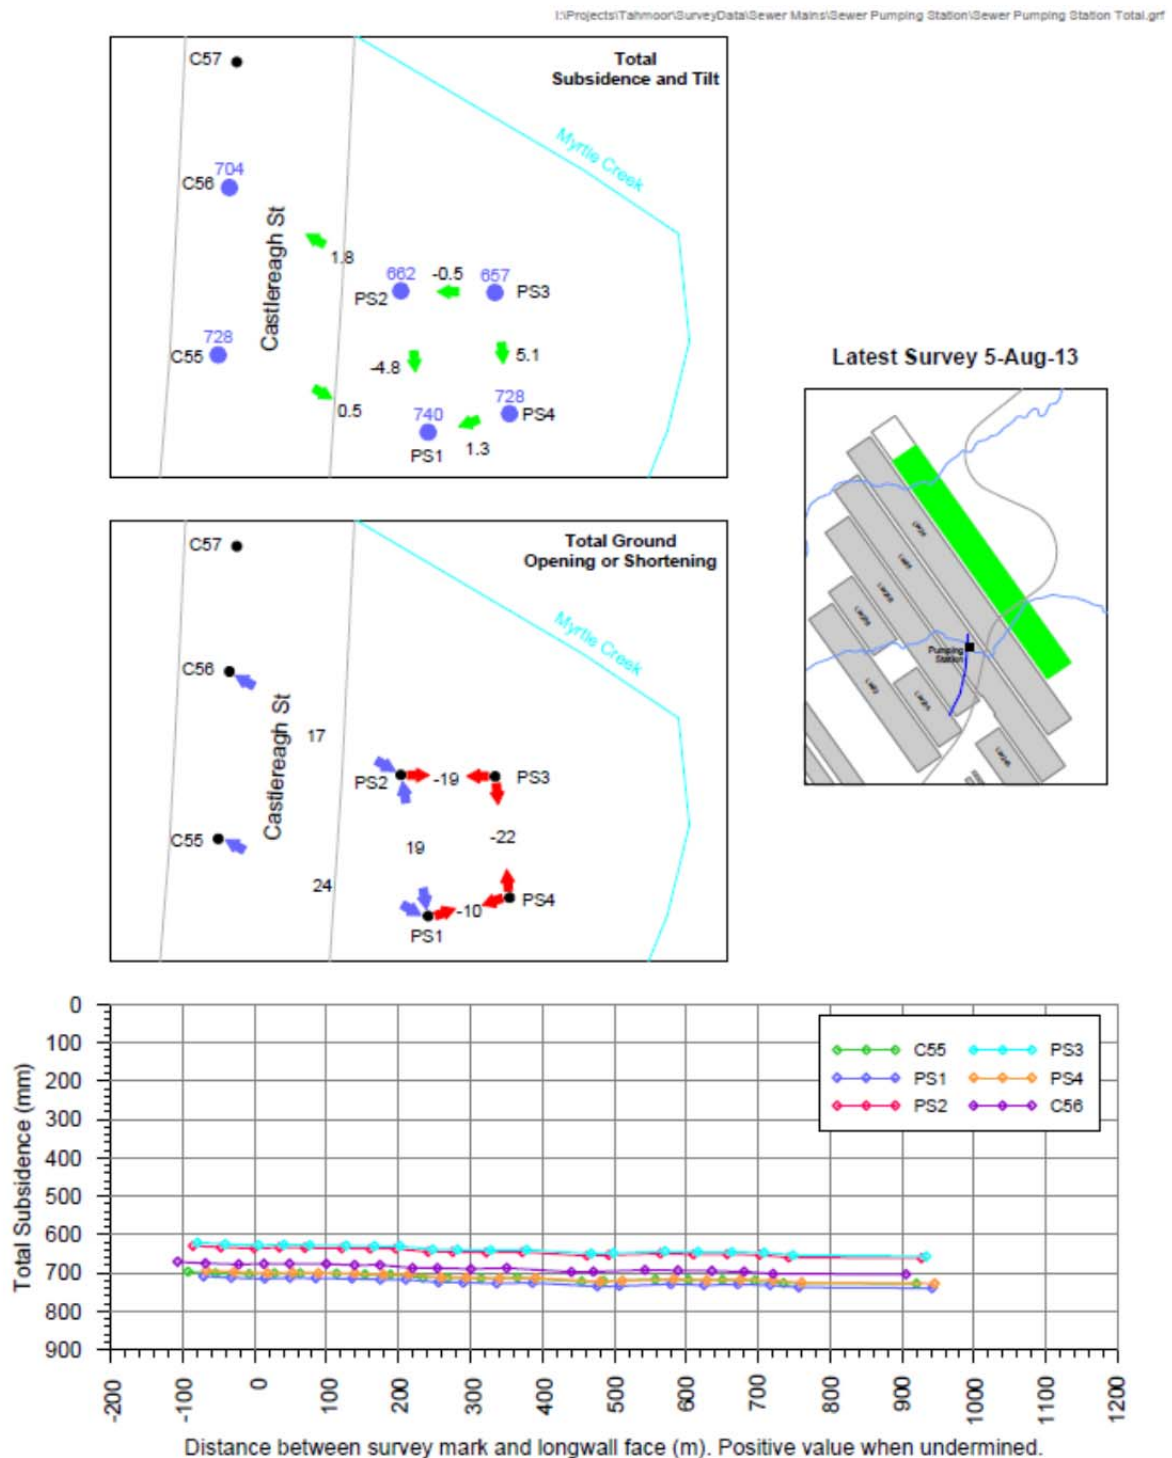 I:\Projects\Tahmoor\SurveyData\Sewer Mains\Sewer Pumping Station\Sewer Pumping Station Total.grf
Total
Subsidence and Tilt
C57
Myrtle Creek
704
C56
Castlereagh St
1.8
662
-0.5
657
PS2
PS3
728
C55
-4.8
5.1
0.5
740
728
PS4
PS1
1.3
Latest Survey 5-Aug-13
Pumping
Station
Total Ground
Opening or Shortening
C57
Myrtle Creek
C56
Castlereagh St
17
PS2
-19
PS3
C55
19
-22
24
-10
PS4
PS1
Total Subsidence (mm)
0
100
200
300
400
500
600
700
800
900
C55
PS3
PS1
PS4
PS2
C56
-200
-100
0
100
200
300
400
500
600
700
800
900
1000
1100
1200
Distance between survey mark and longwall face (m). Positive value when undermined.